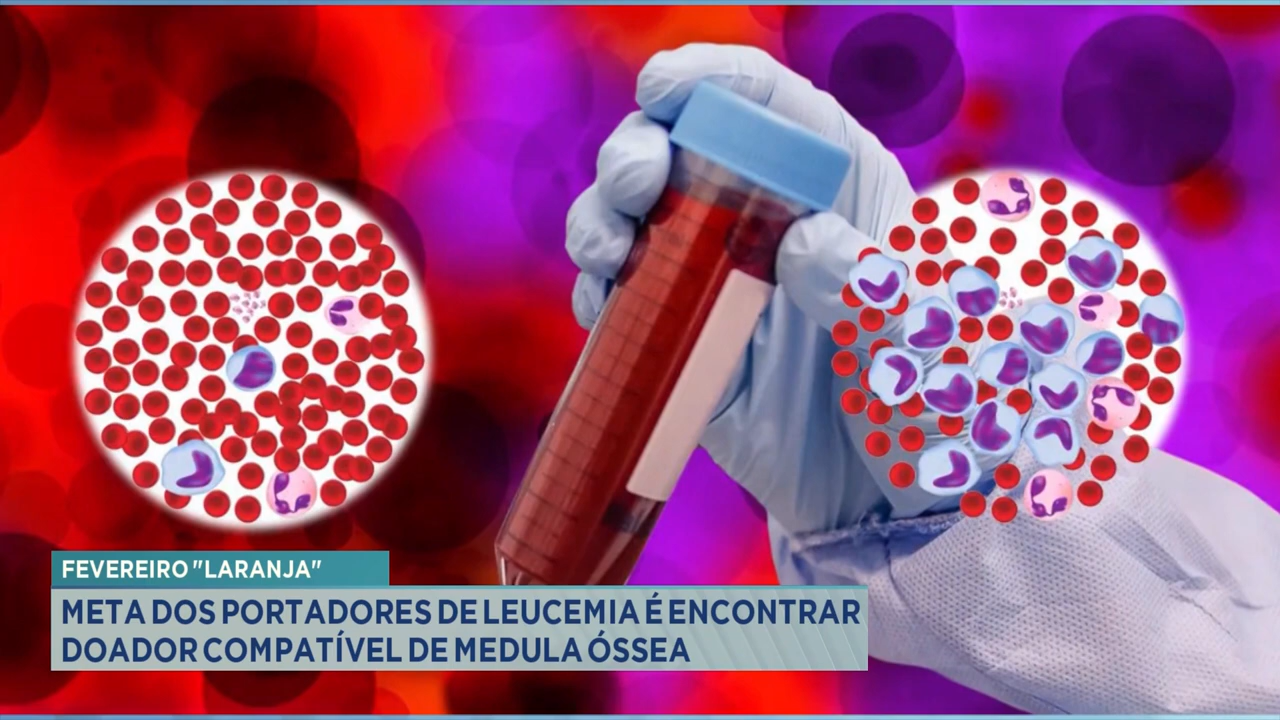 FEVEREIRO "LARANJA"
META DOS PORTADORES DE LEUCEMIA É ENCONTRAR
DOADOR COMPATÍVEL DE MEDULA ÓSSEA